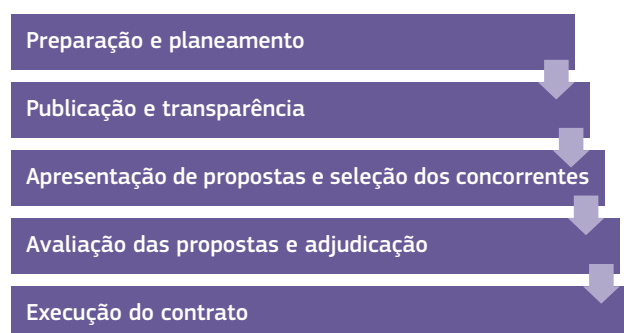 Preparação e planeamento
Publicação e transparência
Apresentação de propostas e seleção dos concorrentes
Avaliação das propostas e adjudicação
Execução do contrato